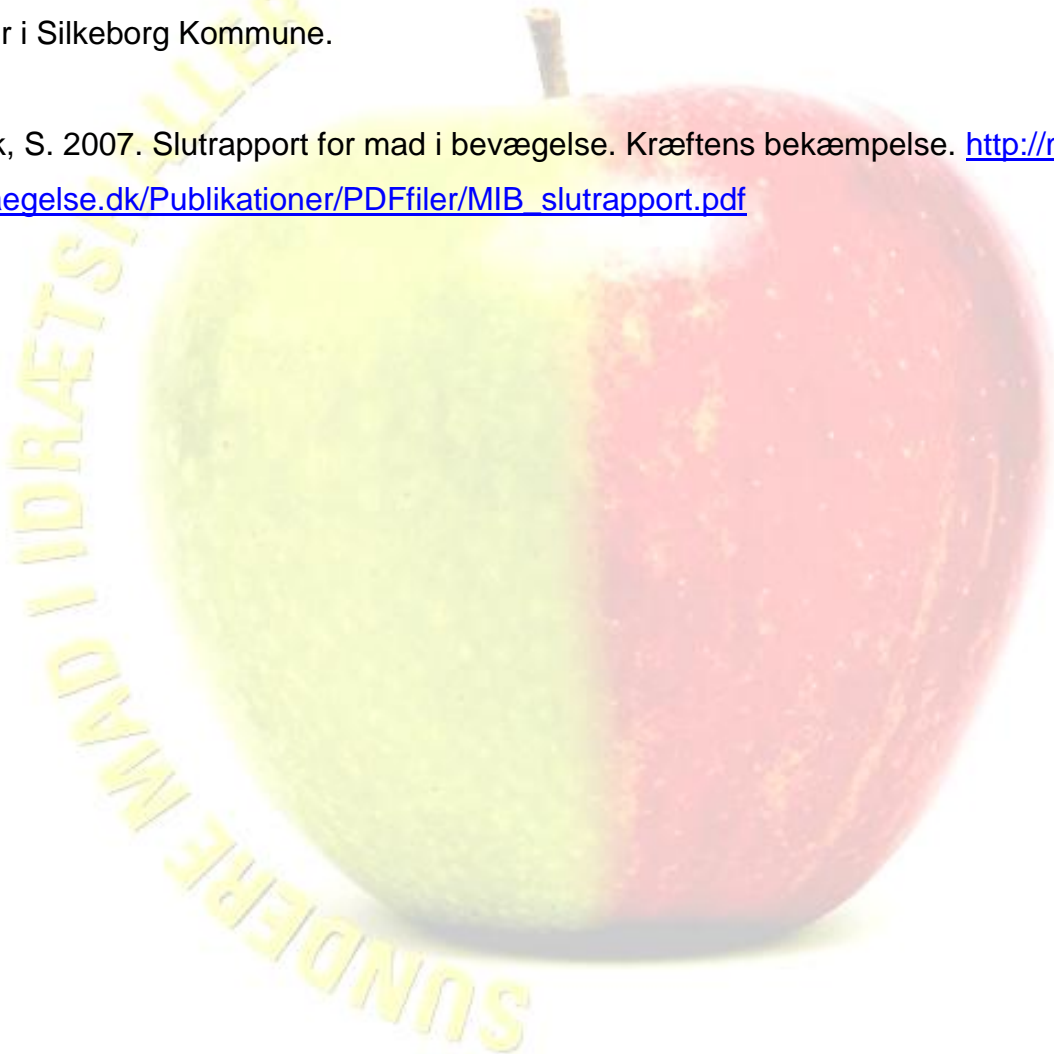 r i Silkeborg Kommune.
k, S. 2007. Slutrapport for mad i bevægelse. Kræftens bekæmpelse. http://
egelse.dk/Publikationer/PDFfiler/MIB_slutrapport.pdf
SUNDERE MAD I IDRÆTSHALLER